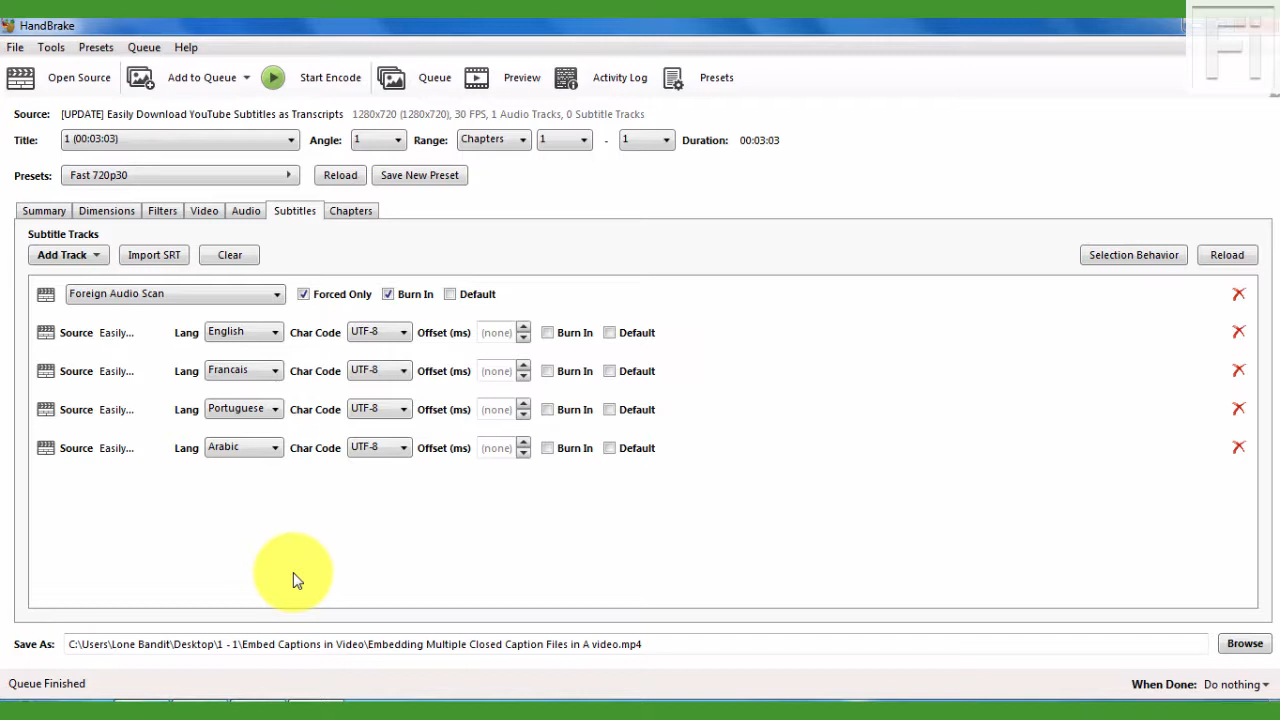 HandBrake
File Tools Presets Queue Help
Open Source Add to Queue Start Encode Queue Preview Activity Log Presets
Source: [UPDATE] Easily Download YouTube Subtitles as Transcripts 1280x720 (1280x720), 30 FPS, 1 Audio Tracks, 0 Subtitle Tracks
Title: 1 (00:03:03) Angle: 1 Range: Chapters 1 - 1 Duration: 00:03:03
Presets: Fast 720p30 Reload Save New Preset
Summary Dimensions Filters Video Audio Subtitles Chapters
Subtitle Tracks
Add Track Import SRT Clear Selection Behavior Reload
Foreign Audio Scan Forced Only Burn In Default
Source Easily... Lang English Char Code UTF-8 Offset (ms) (none) Burn In Default
Source Easily... Lang Francais Char Code UTF-8 Offset (ms) (none) Burn In Default
Source Easily... Lang Portuguese Char Code UTF-8 Offset (ms) (none) Burn In Default
Source Easily... Lang Arabic Char Code UTF-8 Offset (ms) (none) Burn In Default
Save As: C:\Users\Lone Bandit\Desktop\1 - 1\Embed Captions in Video\Embedding Multiple Closed Caption Files in A video.mp4 Browse
Queue Finished When Done: Do nothing